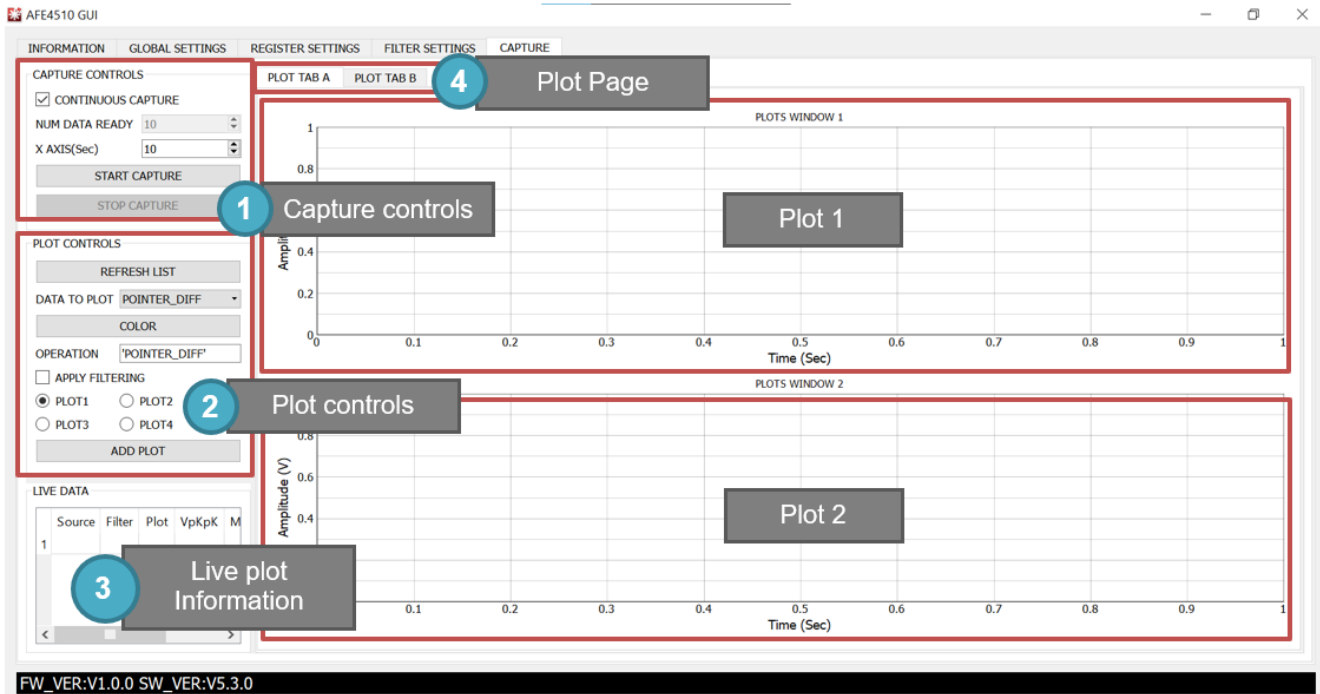 AFE4510 GUI
INFORMATION GLOBAL SETTINGS REGISTER SETTINGS FILTER SETTINGS CAPTURE
CAPTURE CONTROLS
CONTINUOUS CAPTURE
NUM DATA READY 10
X AXIS(Sec) 10
START CAPTURE
STOP CAPTURE
1 Capture controls
PLOT CONTROLS
REFRESH LIST
DATA TO PLOT POINTER_DIFF
COLOR
OPERATION 'POINTER_DIFF'
APPLY FILTERING
PLOT1 PLOT2
PLOT3 PLOT4
2 Plot controls
ADD PLOT
LIVE DATA
Source Filter Plot VpKpK M
1
3 Live plot
Information
PLOT TAB A PLOT TAB B
4 Plot Page
PLOTS WINDOW 1
1
0.8
Plot 1
0.4
0.2
0
0 0.1 0.2 0.3 0.4 0.5 0.6 0.7 0.8 0.9 1
Time (Sec)
PLOTS WINDOW 2
0.8
Amplitude (V)
0.6
0.4
Plot 2
0.1 0.2 0.3 0.4 0.5 0.6 0.7 0.8 0.9 1
Time (Sec)
FW_VER:V1.0.0 SW_VER:V5.3.0